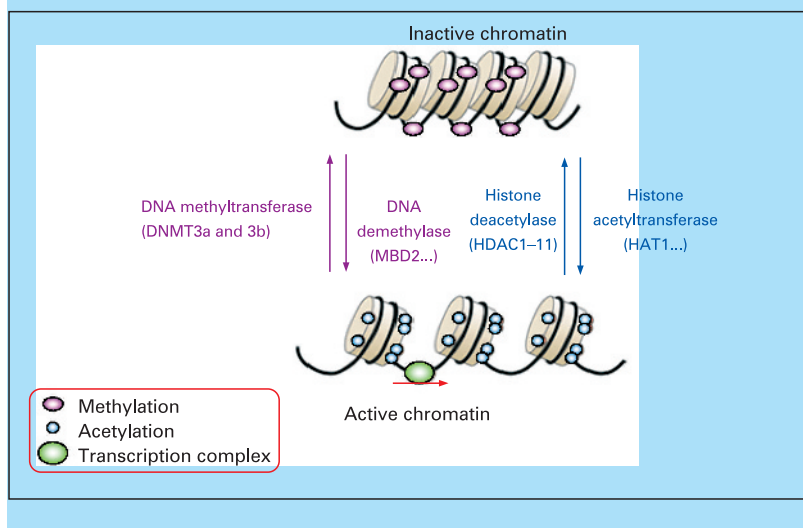 Inactive chromatin
DNA methyltransferase
(DNMT3a and 3b)
DNA
demethylase
(MBD2...)
Histone
deacetylase
(HDAC1–11)
Histone
acetyltransferase
(HAT1...)
Active chromatin
Methylation
Acetylation
Transcription complex